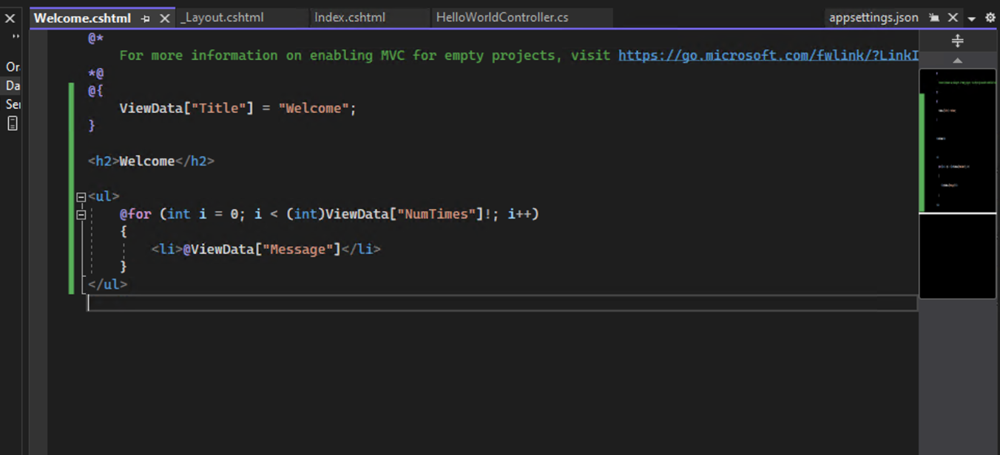 Welcome.cshtml _Layout.cshtml Index.cshtml HelloWorldController.cs appsettings.json
Or
Da
Ser
@*
For more information on enabling MVC for empty projects, visit https://go.microsoft.com/fwlink/?LinkI
*@
@{
ViewData["Title"] = "Welcome";
}
<h2>Welcome</h2>
<ul>
@for (int i = 0; i < (int)ViewData["NumTimes"]!; i++)
{
<li>@ViewData["Message"]</li>
}
</ul>